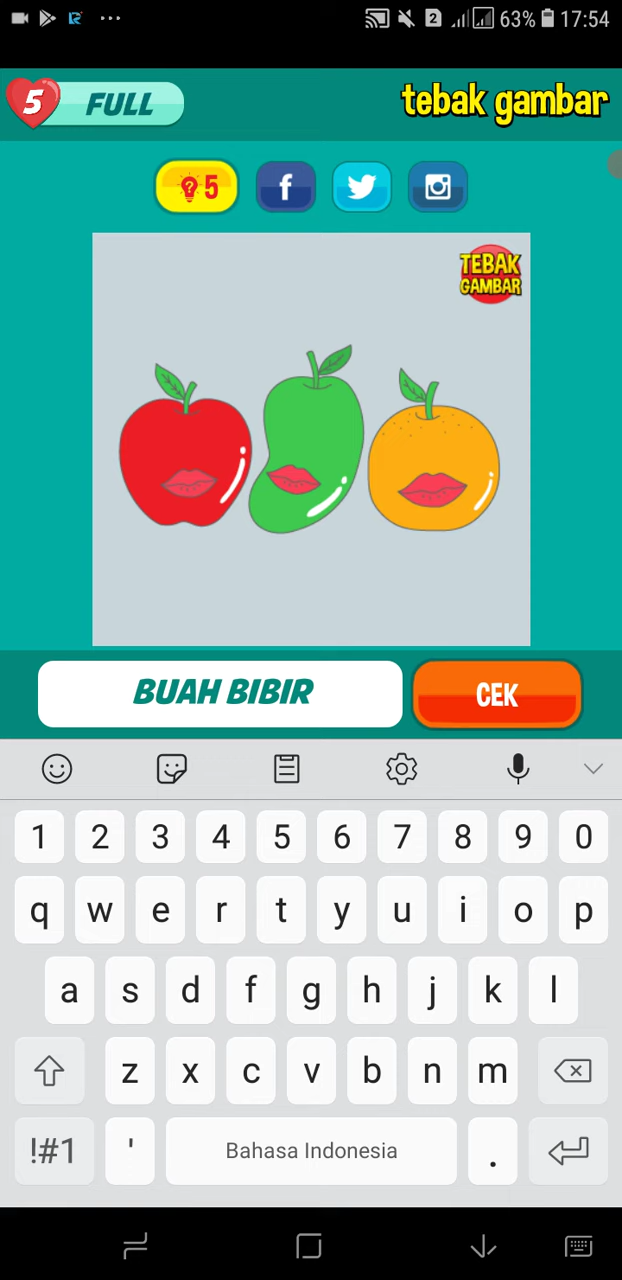 2 63% 17:54
5 FULL tebak gambar
5 f
TEBAK
GAMBAR
BUAH BIBIR CEK
1 2 3 4 5 6 7 8 9 0
q w e r t y u i o p
a s d f g h j k l
z x c v b n m
!#1 ' Bahasa Indonesia .